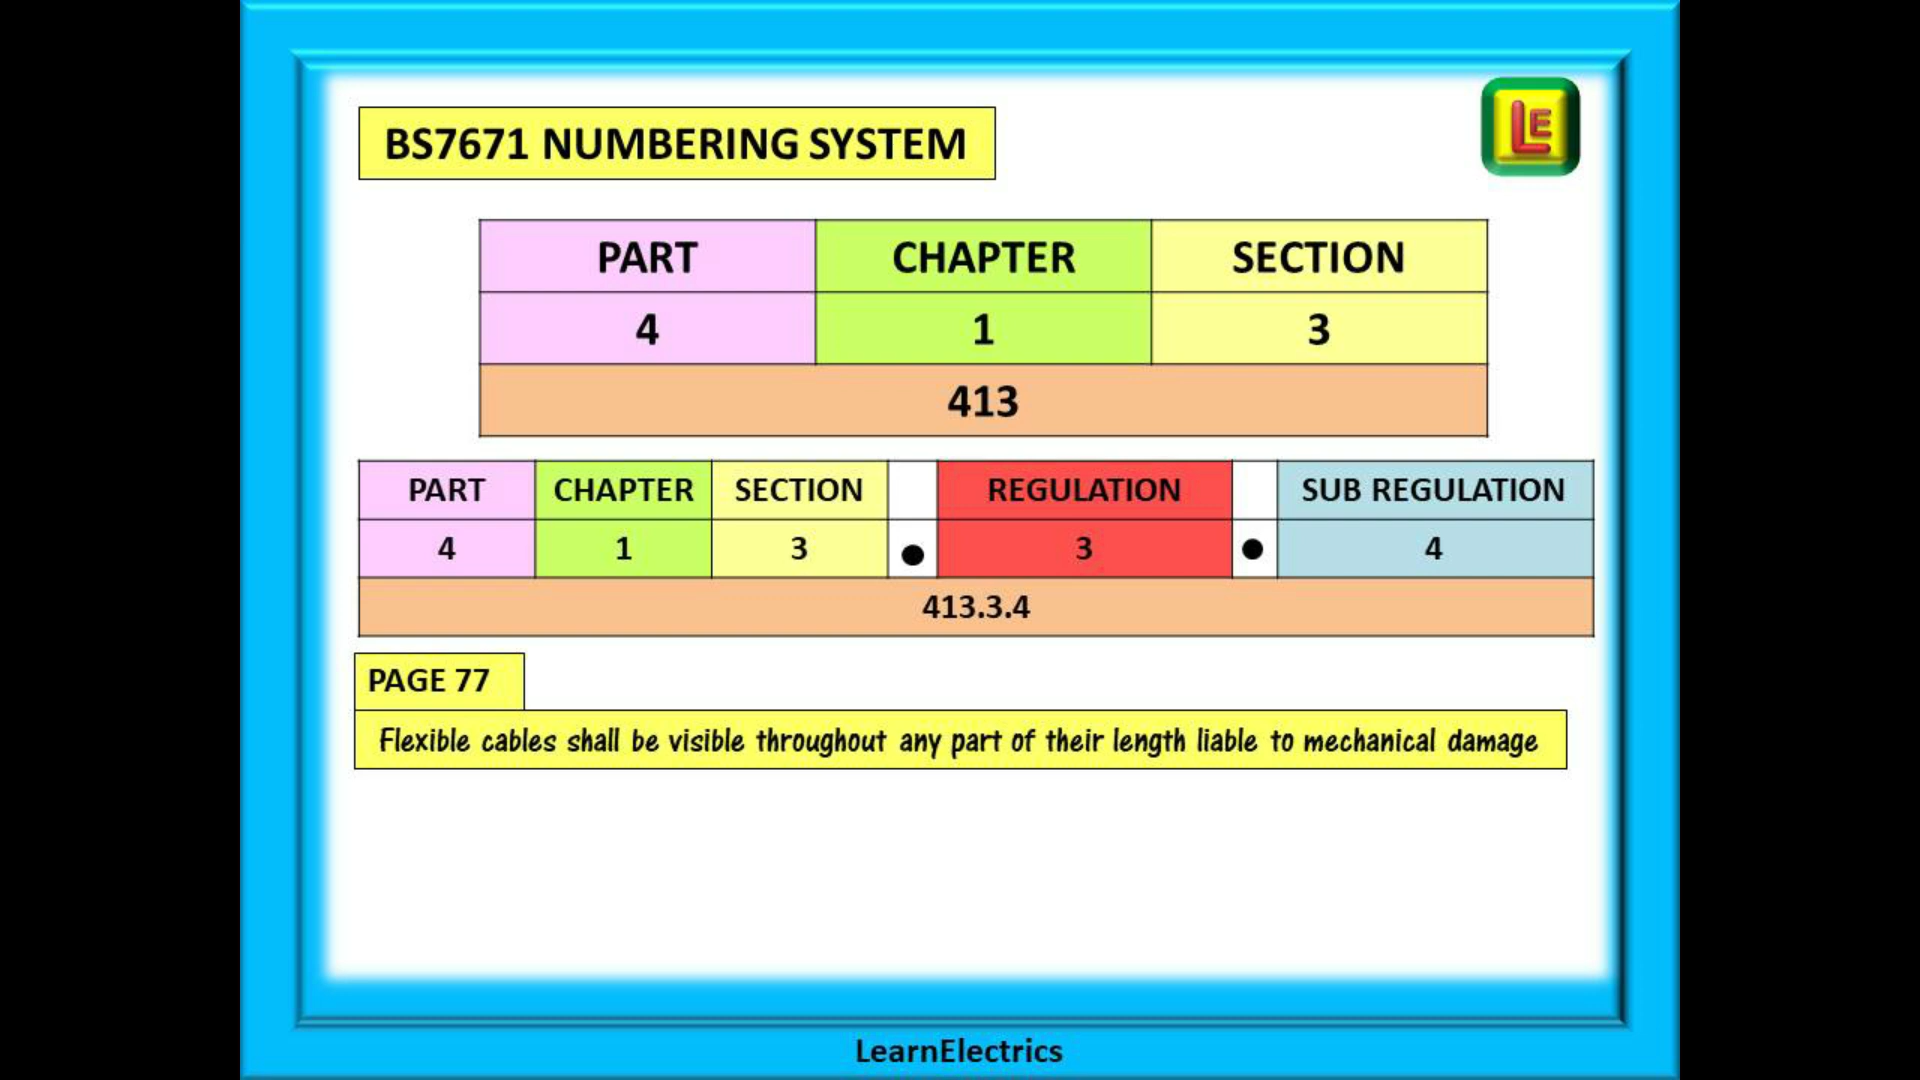 BS7671 NUMBERING SYSTEM
LE
PART CHAPTER SECTION
4 1 3
413
PART CHAPTER SECTION REGULATION SUB REGULATION
4 1 3 • 3 • 4
413.3.4
PAGE 77
Flexible cables shall be visible throughout any part of their length liable to mechanical damage
LearnElectrics